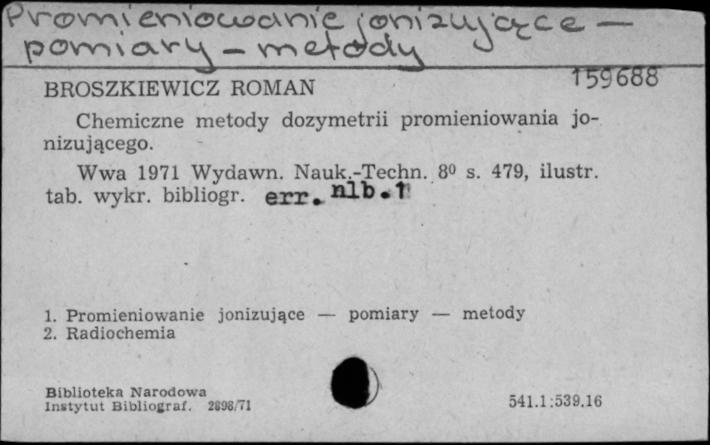 Promieniowanie jonizujące —
pomiary – metody
159688
BROSZKIEWICZ ROMAN
Chemiczne metody dozymetrii promieniowania jo-
nizującego.
Wwa 1971 Wydawn. Nauk.-Techn. 8⁰ s. 479, ilustr.
tab. wykr. bibliogr. err. nlb. 1
1. Promieniowanie jonizujące — pomiary — metody
2. Radiochemia
Biblioteka Narodowa
Instytut Bibliograf. 2898/71
541.1:539.16